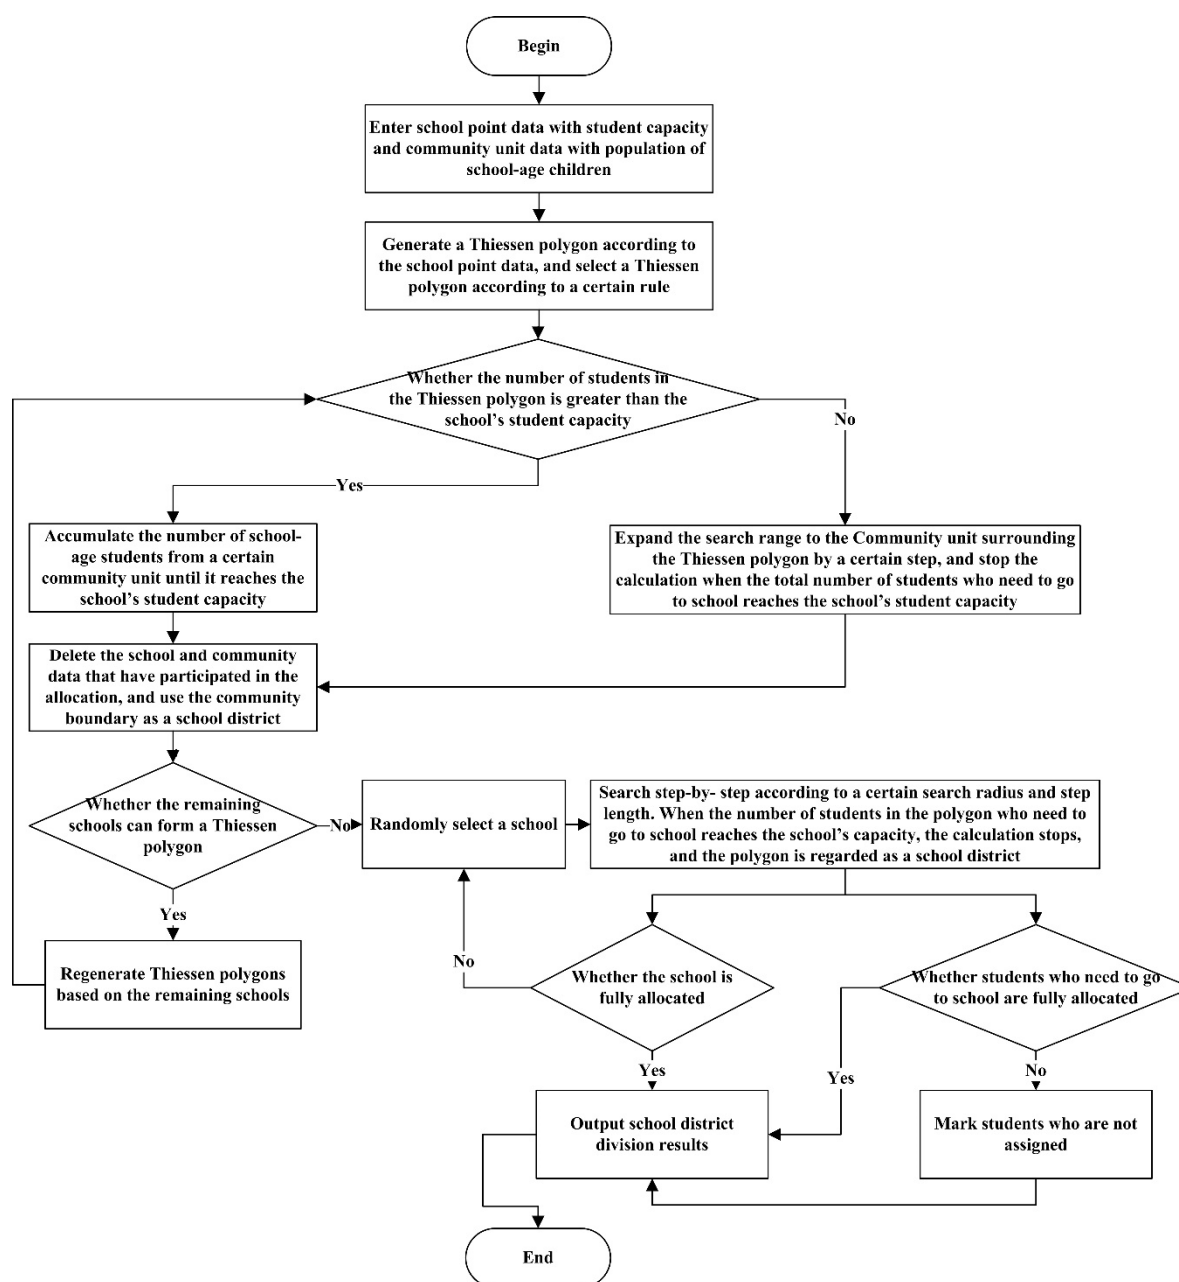 Begin
Enter school point data with student capacity
and community unit data with population of
school-age children
Generate a Thiessen polygon according to
the school point data, and select a Thiessen
polygon according to a certain rule
Whether the number of students in
the Thiessen polygon is greater than the
school's student capacity
No
Yes
Accumulate the number of school-
age students from a certain
community unit until it reaches the
school's student capacity
Expand the search range to the Community unit surrounding
the Thiessen polygon by a certain step, and stop the
calculation when the total number of students who need to go
to school reaches the school's student capacity
Delete the school and community
data that have participated in the
allocation, and use the community
boundary as a school district
Whether the remaining
schools can form a Thiessen
polygon
No
Randomly select a school
Search step-by- step according to a certain search radius and step
length. When the number of students in the polygon who need to
go to school reaches the school's capacity, the calculation stops,
and the polygon is regarded as a school district
Yes
Regenerate Thiessen polygons
based on the remaining schools
No
Whether the school is
fully allocated
Whether students who need to go
to school are fully allocated
Yes
Yes
No
Output school district
division results
Mark students who are not
assigned
End